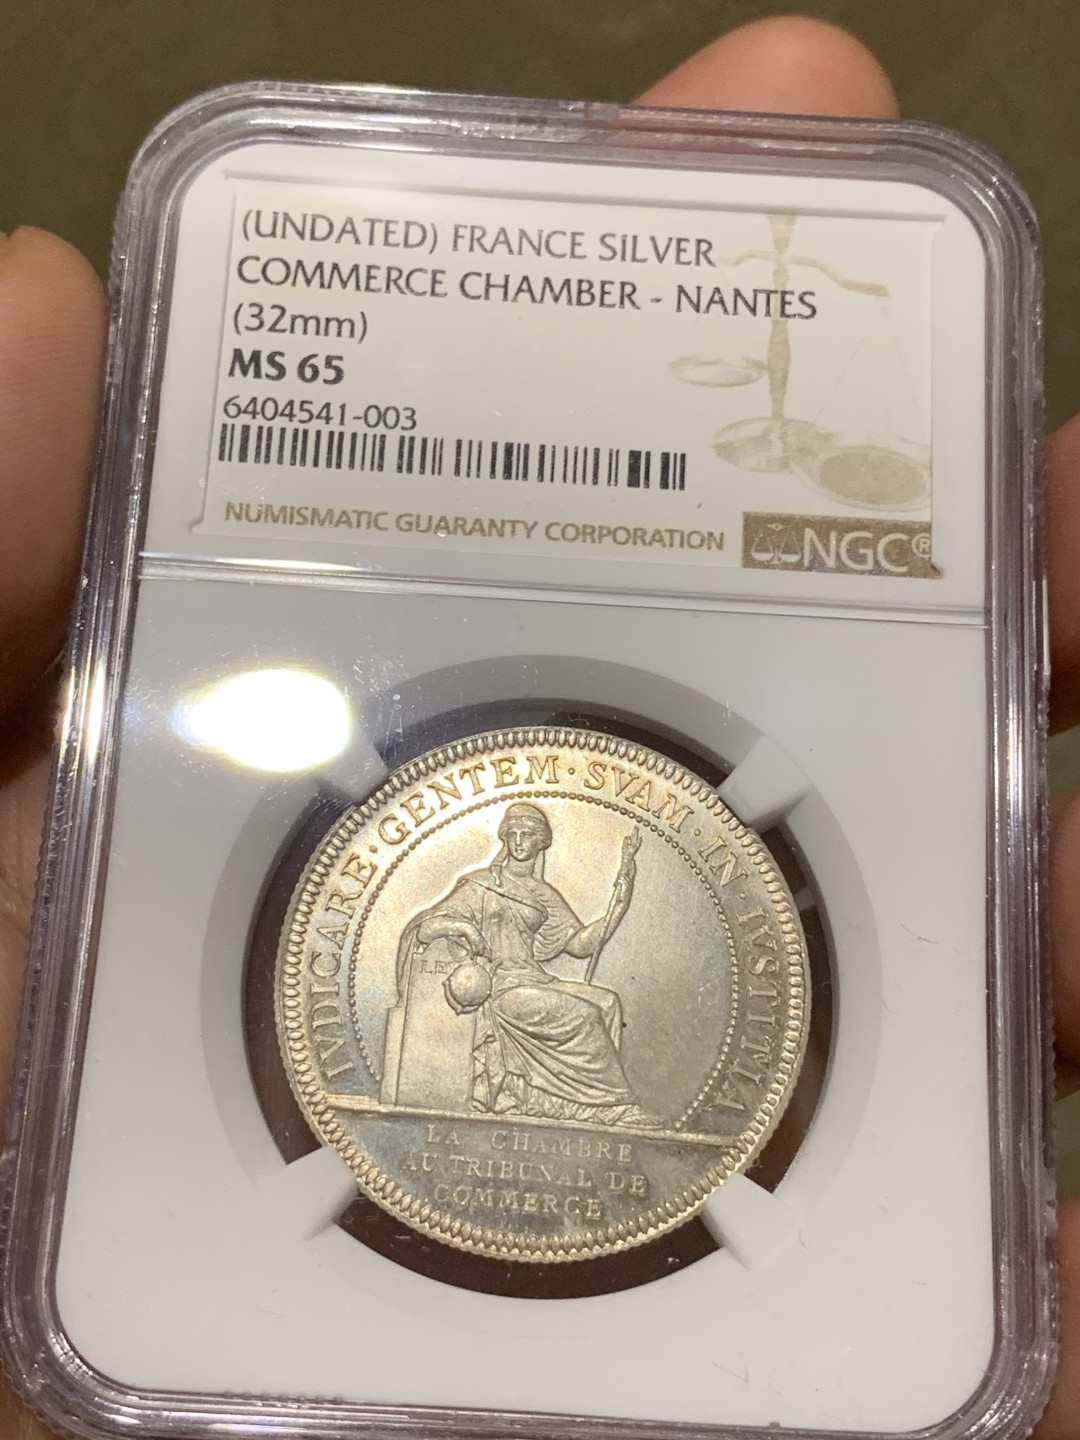 (UNDATED) FRANCE SILVER
COMMERCE CHAMBER - NANTES
(32mm)
MS 65
6404541-003
NUMISMATIC GUARANTY CORPORATION
NGC®
IVDICARE · GENTEM · SVAM · IN · IVSTITIA
LEX
LA CHAMBRE
AU TRIBUNAL DE
COMMERCE